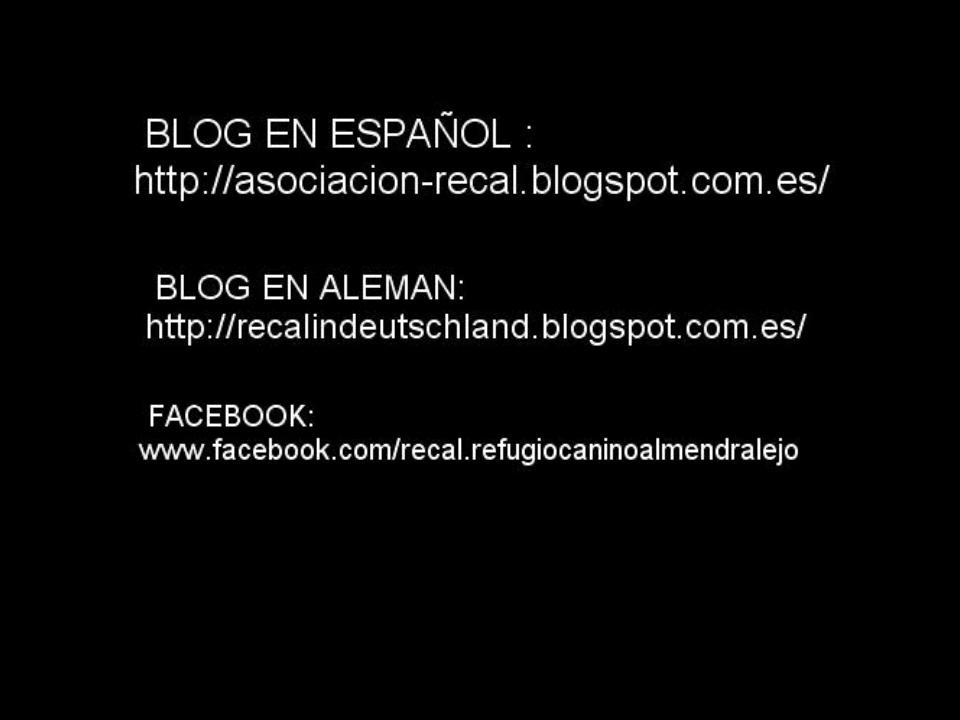 BLOG EN ESPAÑOL :
http://asociacion-recal.blogspot.com.es/
BLOG EN ALEMAN:
http://recalindeutschland.blogspot.com.es/
FACEBOOK:
www.facebook.com/recal.refugiocaninoalmendralejo